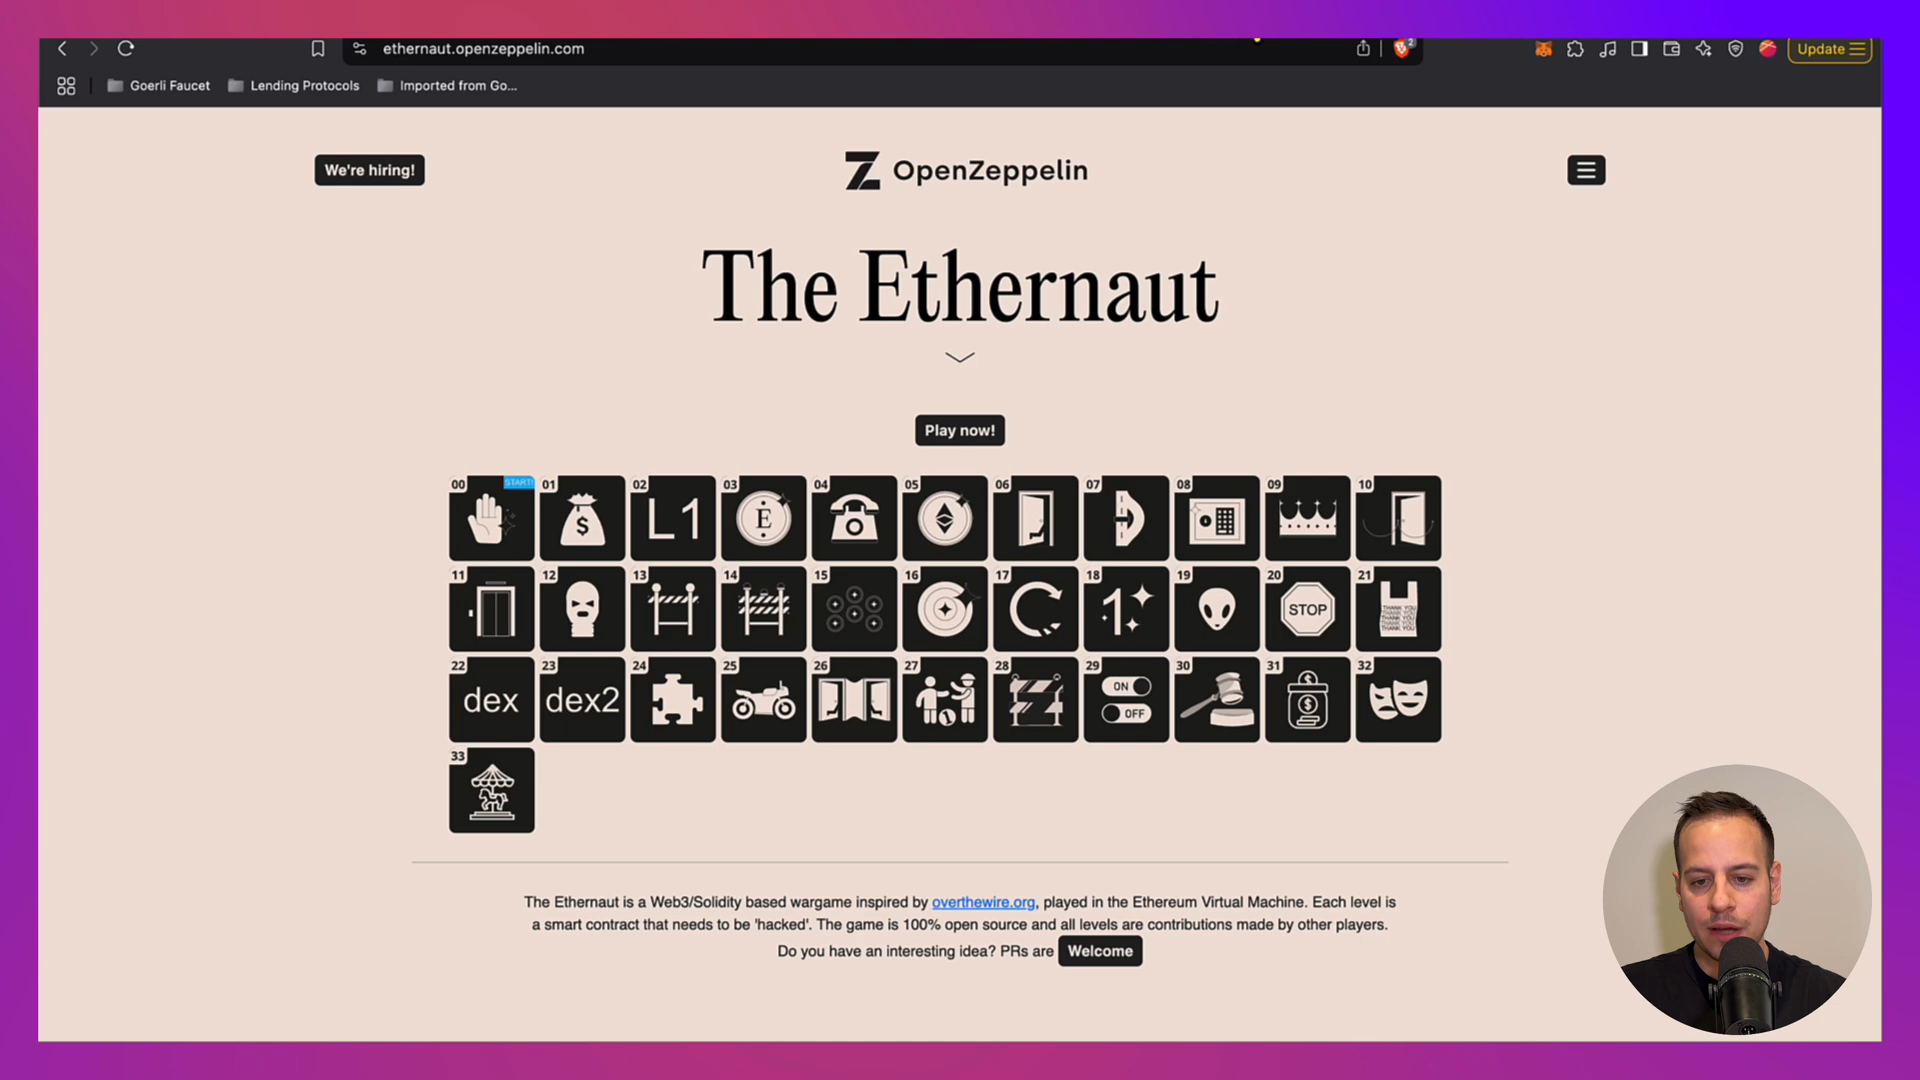 ethernaut.openzeppelin.com
2
Update
Goerli Faucet
Lending Protocols
Imported from Go...
We're hiring!
OpenZeppelin
The Ethernaut
Play now!
00 START! 01 02 03 04 05 06 07 08 09 10
$ L1 E
11 12 13 14 15 16 17 18 19 20 21
1 STOP THANK YOU
THANK YOU
THANK YOU
THANK YOU
22 23 24 25 26 27 28 29 30 31 32
dex dex2 ON OFF $ $
33
The Ethernaut is a Web3/Solidity based wargame inspired by overthewire.org, played in the Ethereum Virtual Machine. Each level is
a smart contract that needs to be 'hacked'. The game is 100% open source and all levels are contributions made by other players.
Do you have an interesting idea? PRs are Welcome